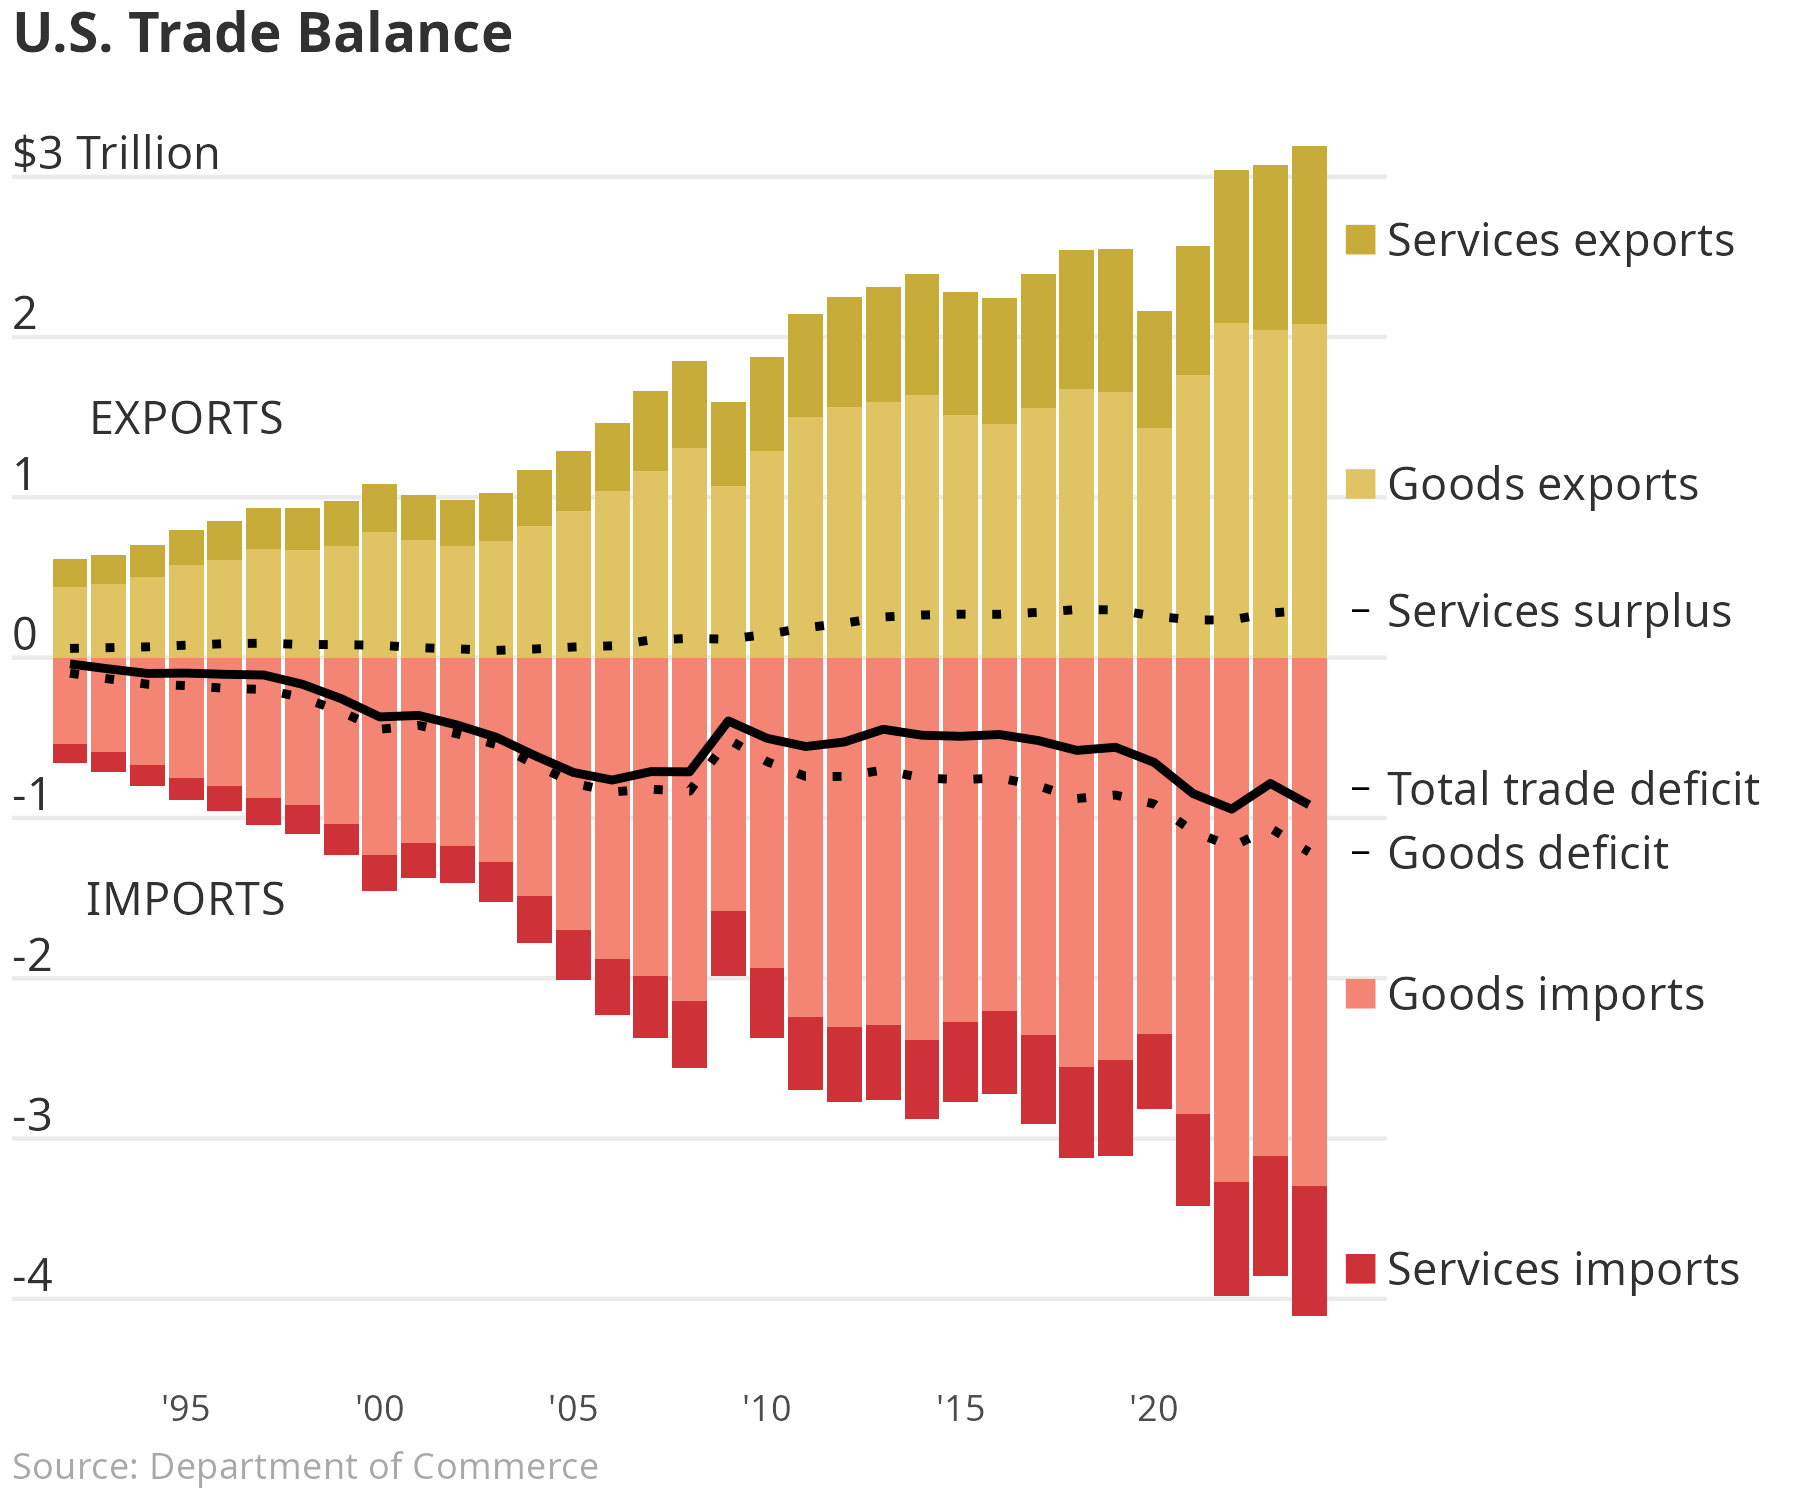 U.S. Trade Balance
$3 Trillion
Services exports
2
EXPORTS
1
Goods exports
0
Services surplus
-1
Total trade deficit
Goods deficit
IMPORTS
-2
Goods imports
-3
-4
Services imports
'95 '00 '05 '10 '15 '20
Source: Department of Commerce